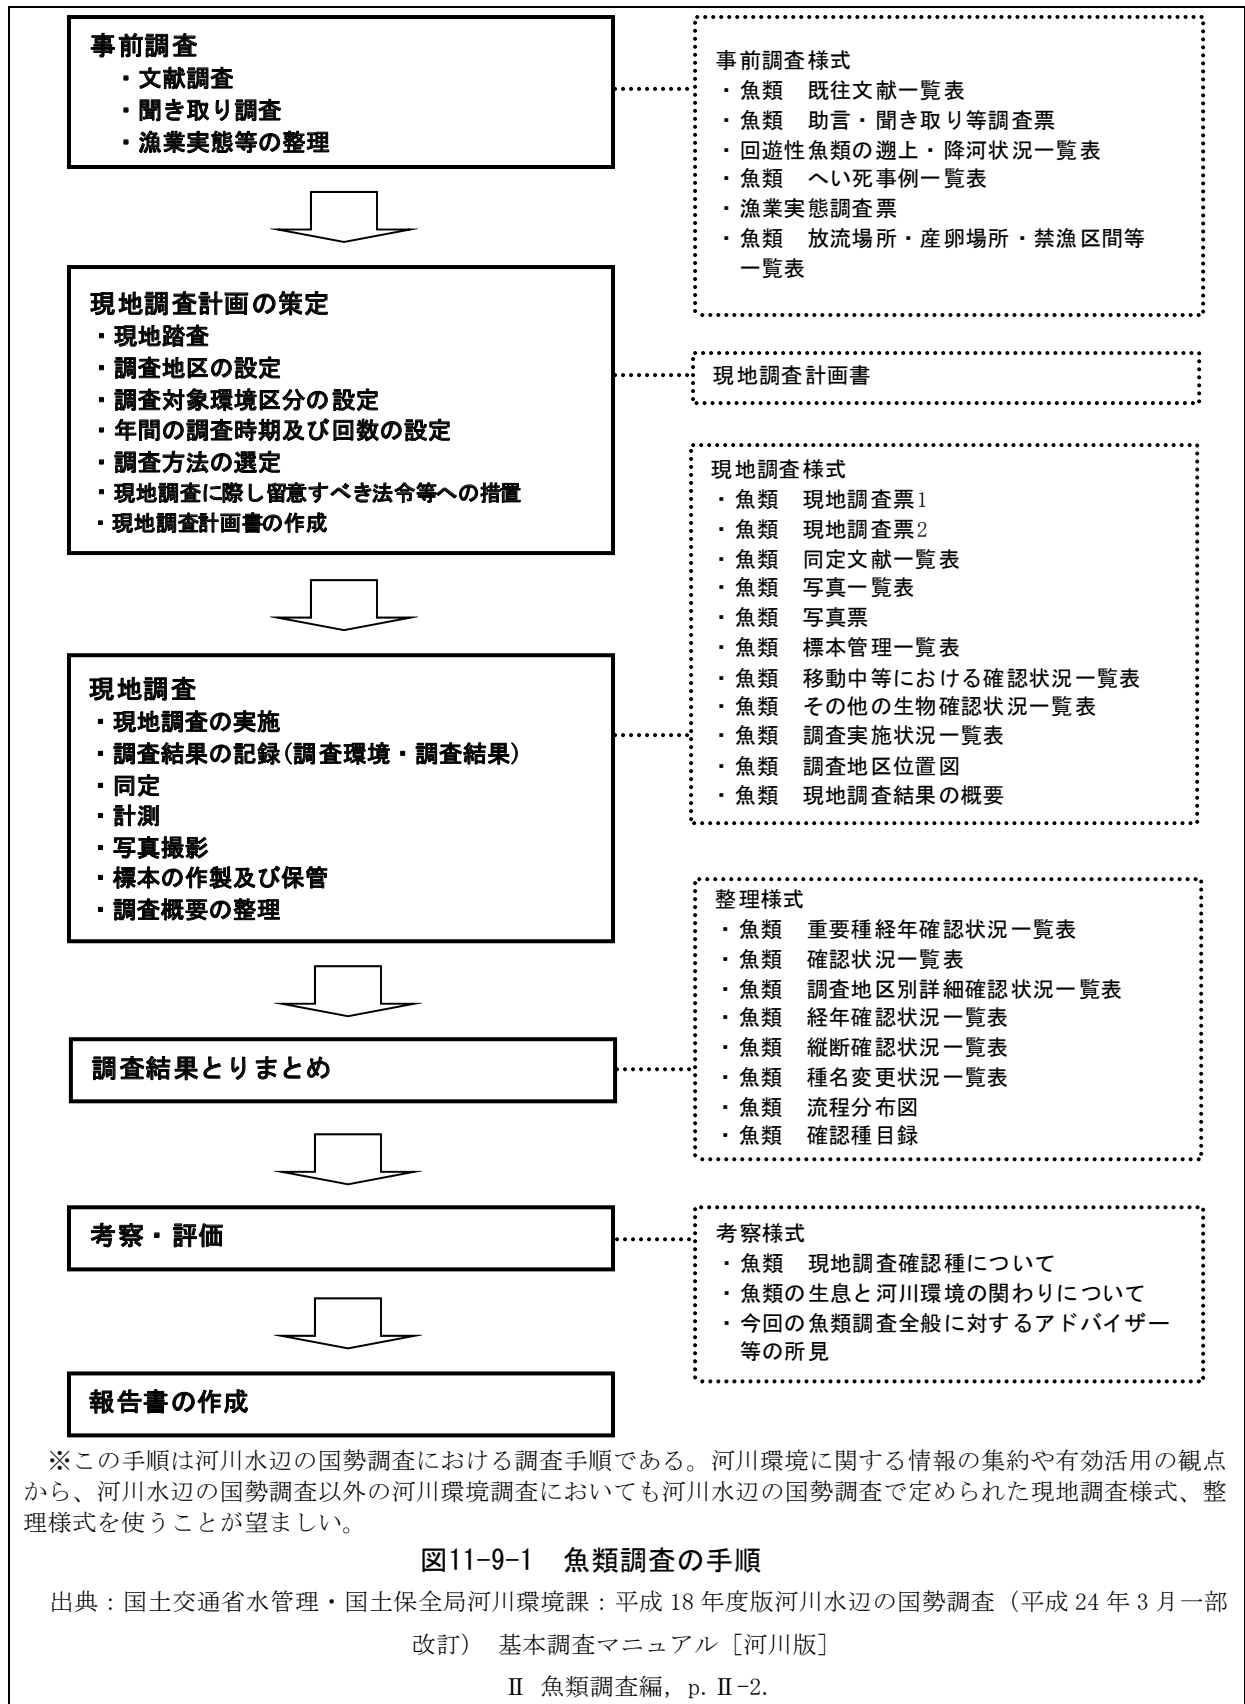 事前調査
・文献調査
・聞き取り調査
・漁業実態等の整理
事前調査様式
・魚類　既往文献一覧表
・魚類　助言・聞き取り等調査票
・回遊性魚類の遡上・降河状況一覧表
・魚類　へい死事例一覧表
・漁業実態調査票
・魚類　放流場所・産卵場所・禁漁区間等
一覧表
現地調査計画の策定
・現地踏査
・調査地区の設定
・調査対象環境区分の設定
・年間の調査時期及び回数の設定
・調査方法の選定
・現地調査に際し留意すべき法令等への措置
・現地調査計画書の作成
現地調査計画書
現地調査
・現地調査の実施
・調査結果の記録(調査環境・調査結果)
・同定
・計測
・写真撮影
・標本の作製及び保管
・調査概要の整理
現地調査様式
・魚類　現地調査票1
・魚類　現地調査票2
・魚類　同定文献一覧表
・魚類　写真一覧表
・魚類　写真票
・魚類　標本管理一覧表
・魚類　移動中等における確認状況一覧表
・魚類　その他の生物確認状況一覧表
・魚類　調査実施状況一覧表
・魚類　調査地区位置図
・魚類　現地調査結果の概要
調査結果とりまとめ
整理様式
・魚類　重要種経年確認状況一覧表
・魚類　確認状況一覧表
・魚類　調査地区別詳細確認状況一覧表
・魚類　経年確認状況一覧表
・魚類　縦断確認状況一覧表
・魚類　種名変更状況一覧表
・魚類　流程分布図
・魚類　確認種目録
考察・評価
考察様式
・魚類　現地調査確認種について
・魚類の生息と河川環境の関わりについて
・今回の魚類調査全般に対するアドバイザー
等の所見
報告書の作成
※この手順は河川水辺の国勢調査における調査手順である。河川環境に関する情報の集約や有効活用の観点
から、河川水辺の国勢調査以外の河川環境調査においても河川水辺の国勢調査で定められた現地調査様式、整
理様式を使うことが望ましい。
図11-9-1　魚類調査の手順
出典：国土交通省水管理・国土保全局河川環境課：平成 18 年度版河川水辺の国勢調査（平成 24 年 3 月一部
改訂）　基本調査マニュアル［河川版］
Ⅱ 魚類調査編, p. Ⅱ-2.